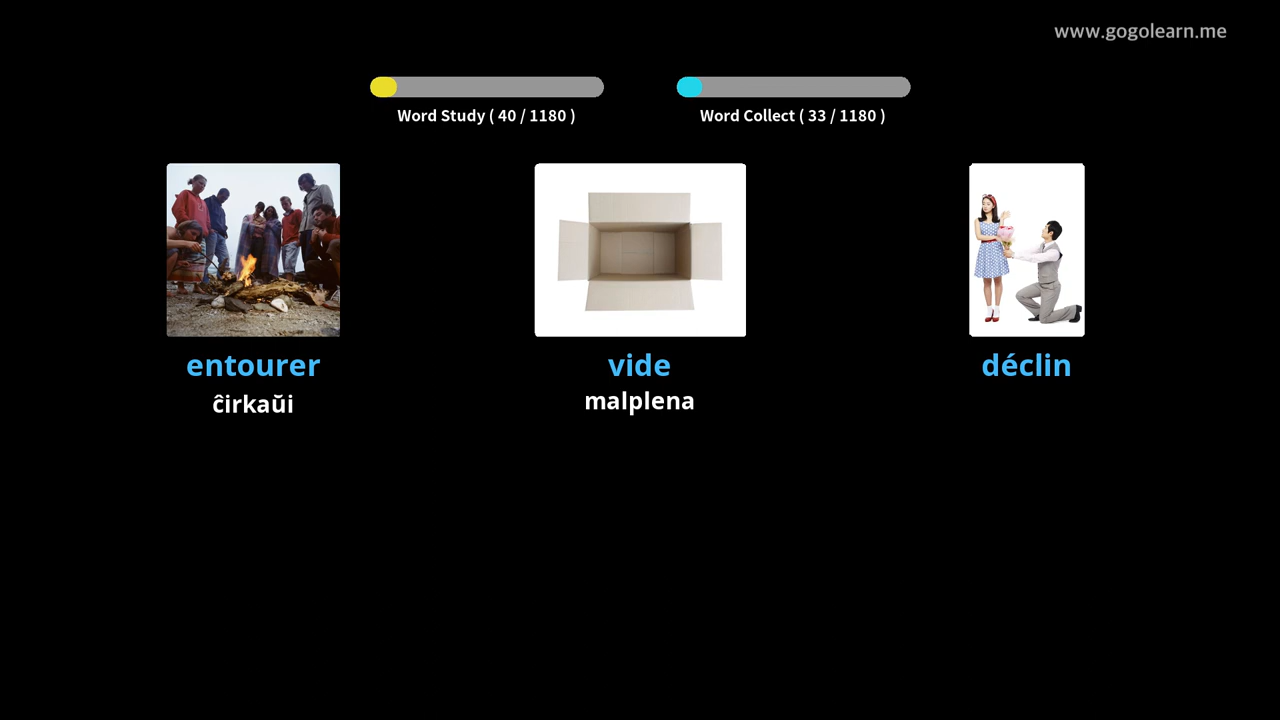 www.gogolearn.me
Word Study ( 40 / 1180 )
Word Collect ( 33 / 1180 )
entourer
vide
déclin
ĉirkaŭi
malplena